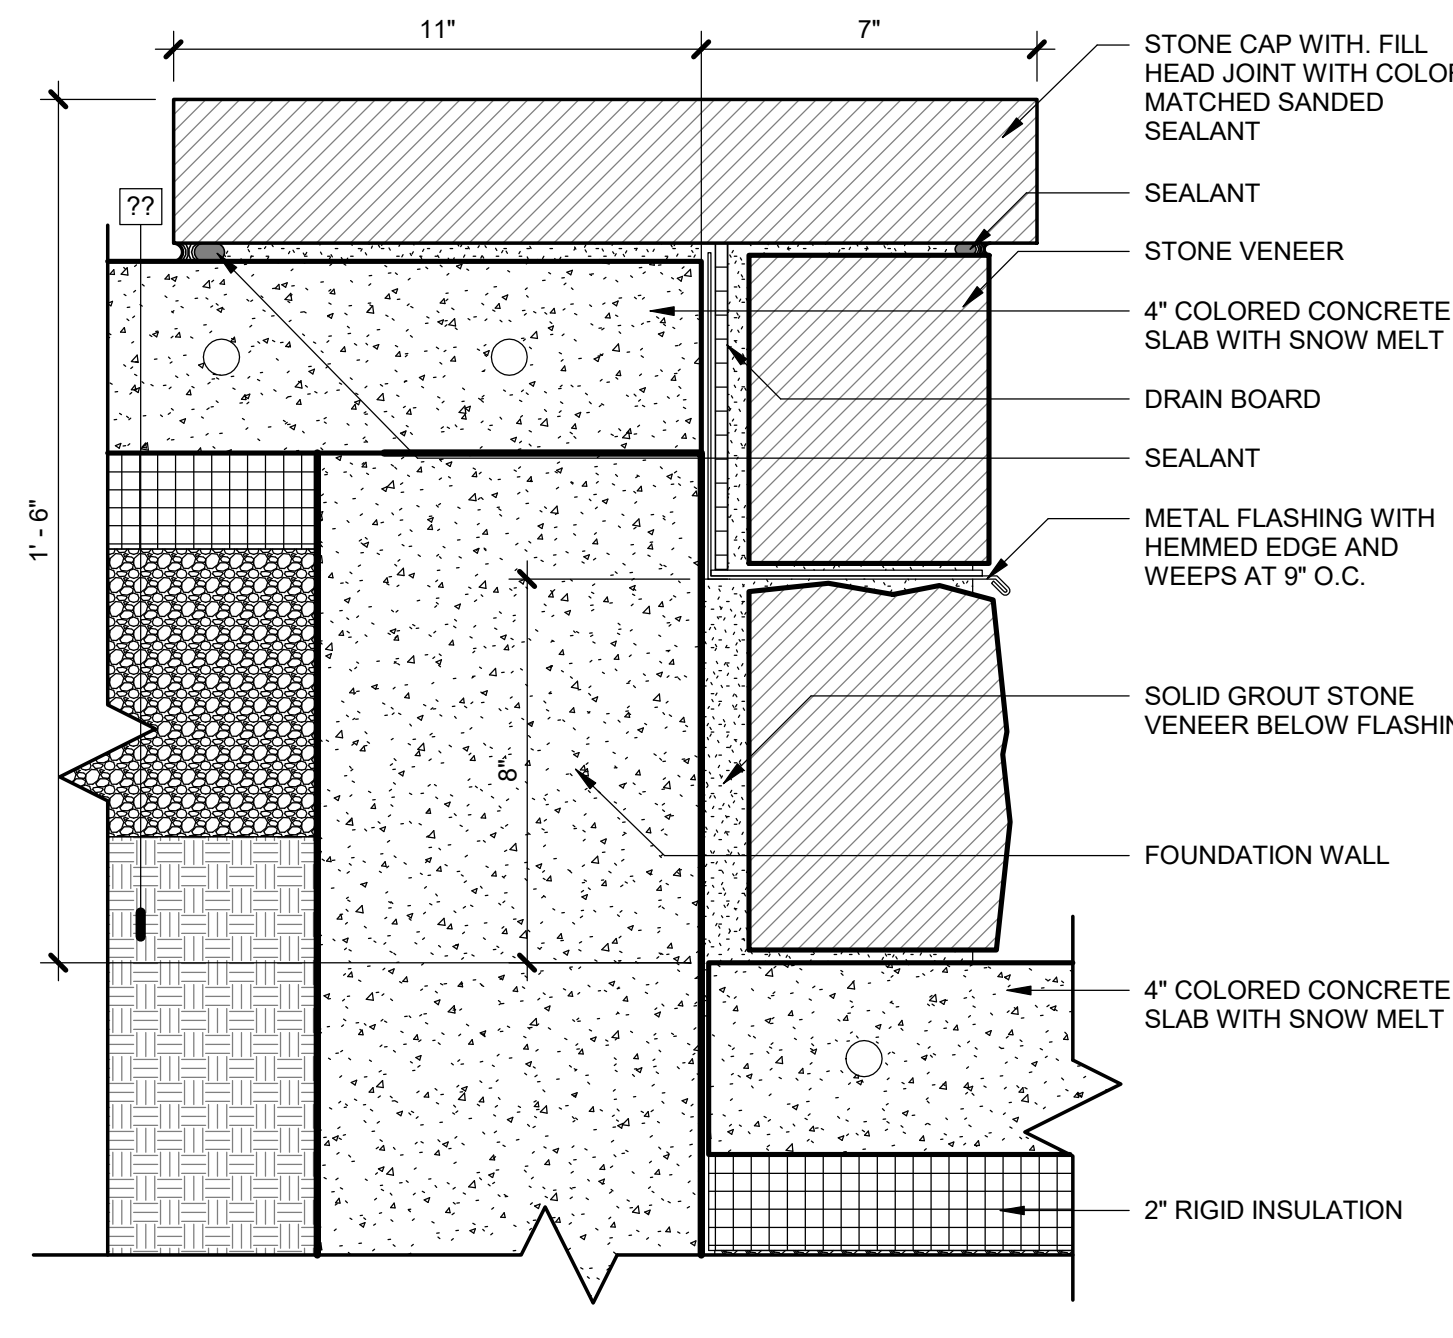 11"
7"
STONE CAP WITH. FILL
HEAD JOINT WITH COLOR
MATCHED SANDED
SEALANT
??
SEALANT
STONE VENEER
4" COLORED CONCRETE
SLAB WITH SNOW MELT
DRAIN BOARD
SEALANT
1' - 6"
METAL FLASHING WITH
HEMMED EDGE AND
WEEPS AT 9" O.C.
SOLID GROUT STONE
VENEER BELOW FLASHIN
8"
FOUNDATION WALL
4" COLORED CONCRETE
SLAB WITH SNOW MELT
2" RIGID INSULATION